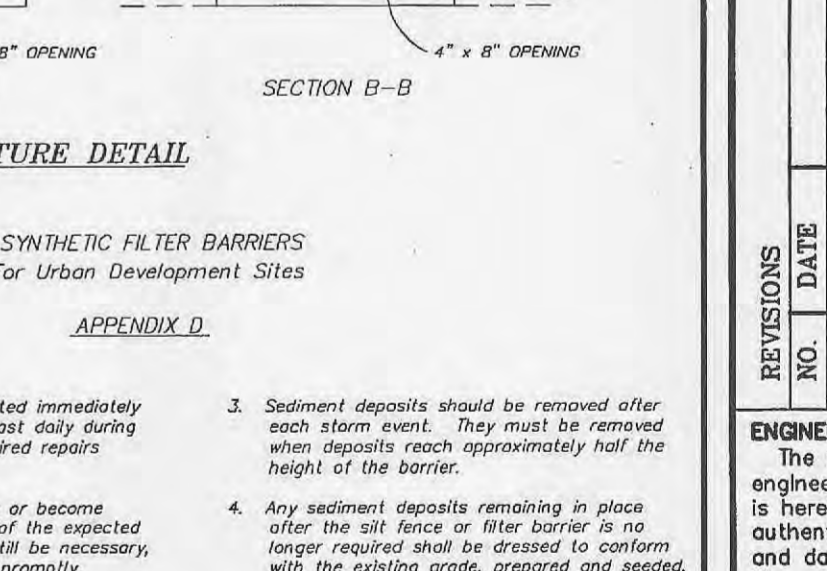 8" OPENING
4" x 8" OPENING
SECTION B-B
TURE DETAIL
SYNTHETIC FILTER BARRIERS
For Urban Development Sites
APPENDIX D
ted immediately
ast daily during
ired repairs
or become
of the expected
till be necessary,
promptly.
3. Sediment deposits should be removed after
each storm event. They must be removed
when deposits reach approximately half the
height of the barrier.
4. Any sediment deposits remaining in place
after the silt fence or filter barrier is no
longer required shall be dressed to conform
with the existing grade, prepared and seeded.
REVISIONS
NO. DATE
ENGINE
The
enginee
is here
authent
and da